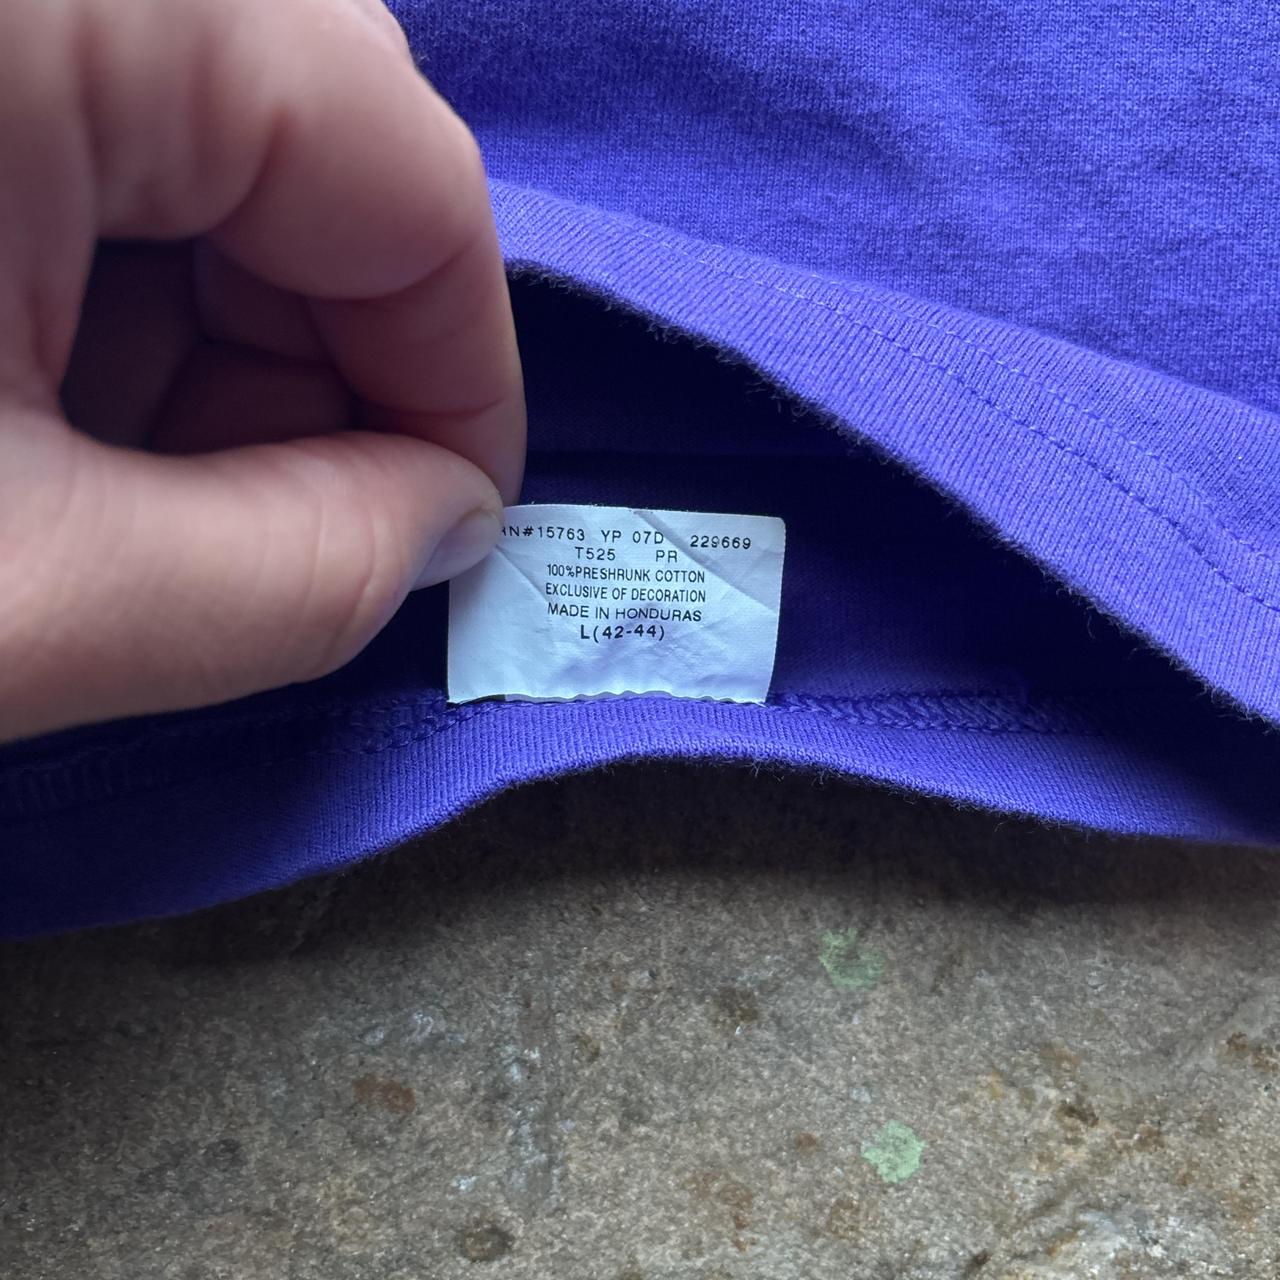 #15763 YP 07D 229669
T525 PR
100%PRESHRUNK COTTON
EXCLUSIVE OF DECORATION
MADE IN HONDURAS
L(42-44)